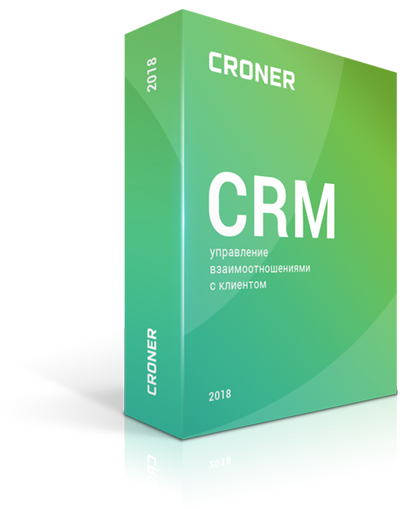 2018
CRONER
CRONER
CRM
управление
взаимоотношениями
с клиентом
2018